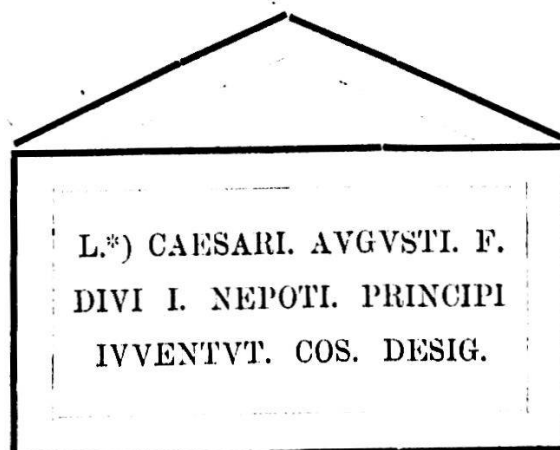 L.*) CAESARI. AVGVSTI. F.
DIVI I. NEPOTI. PRINCIPI
IVVENTVT. COS. DESIG.